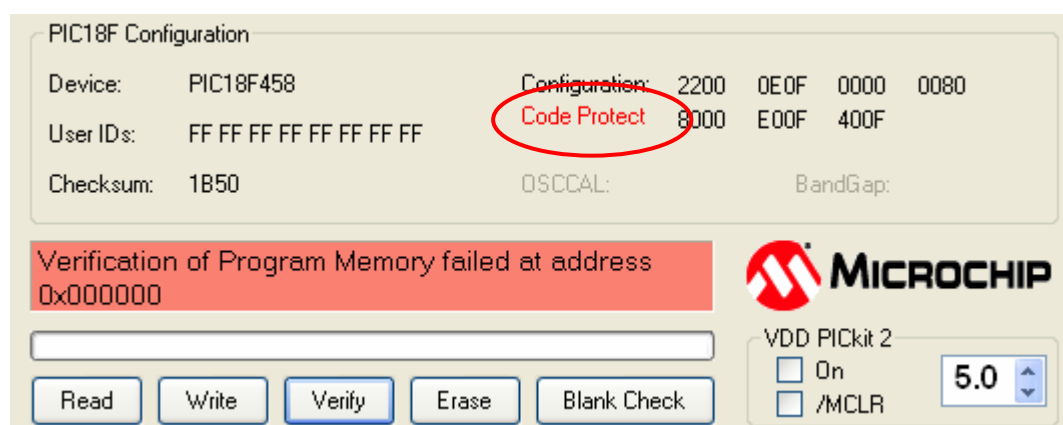 PIC18F Configuration
Device: PIC18F458 Configuration: 2200 0E0F 0000 0080
Code Protect 8000 E00F 400F
User IDs: FF FF FF FF FF FF FF FF
Checksum: 1B50 OSCCAL: BandGap:
Verification of Program Memory failed at address
0x000000
MICROCHIP
VDD PICkit 2
On
/MCLR
5.0
Read Write Verify Erase Blank Check